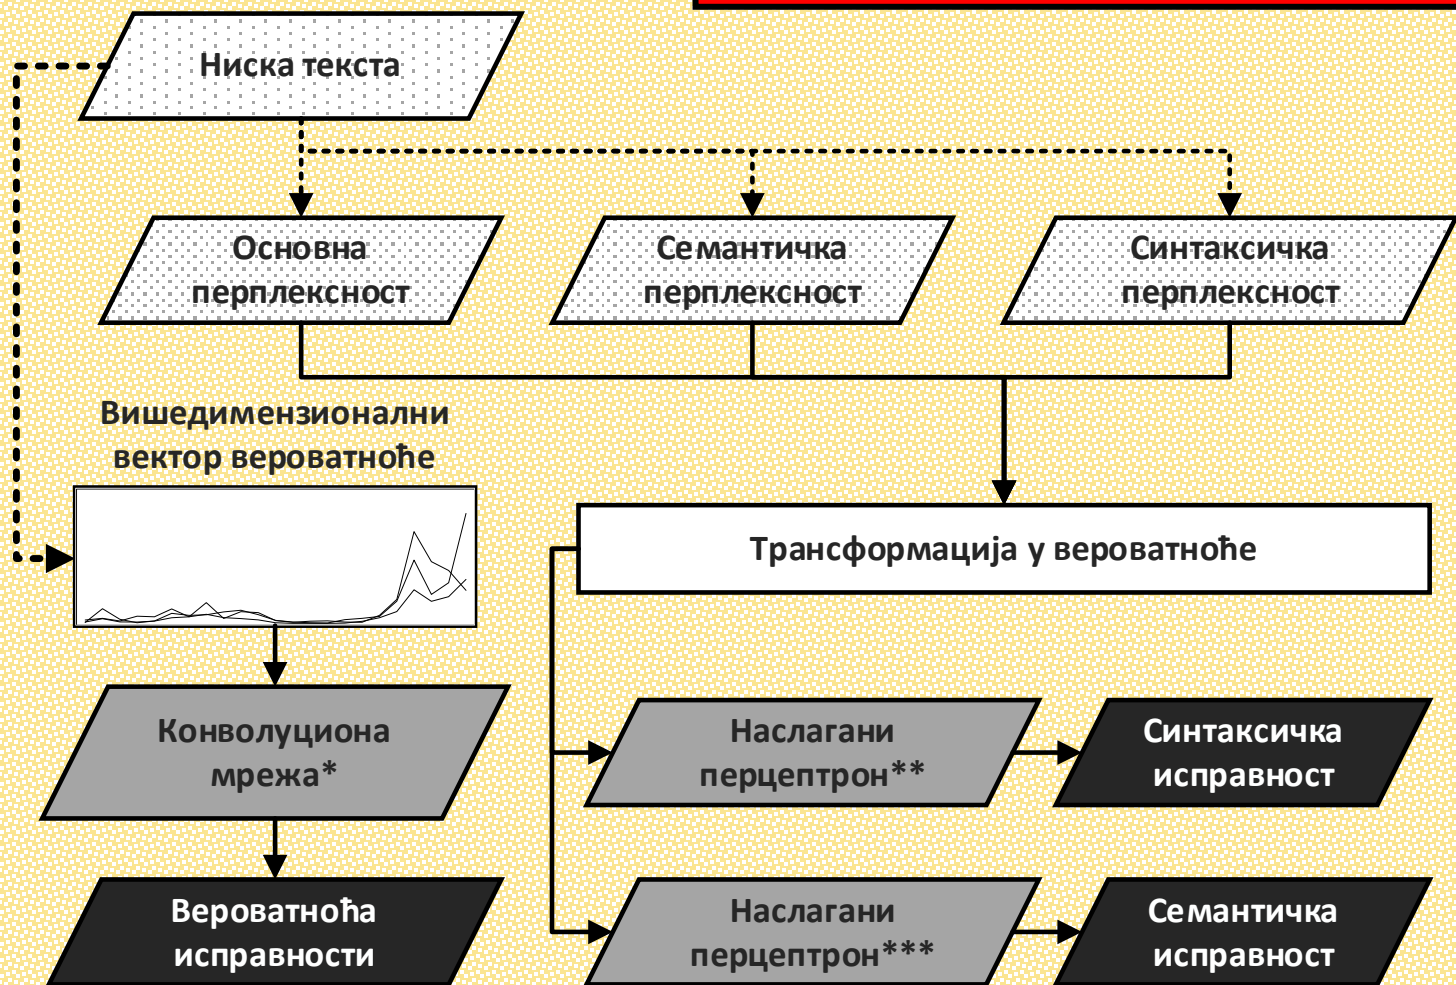 Ниска текста
Основна
перплексност
Семантичка
перплексност
Синтаксичка
перплексност
Вишедимензионални
вектор вероватноће
Трансформација у вероватноће
Конволуциона
мрежа*
Наслагани
перцептрон**
Синтаксичка
исправност
Вероватноћа
исправности
Наслагани
перцептрон***
Семантичка
исправност